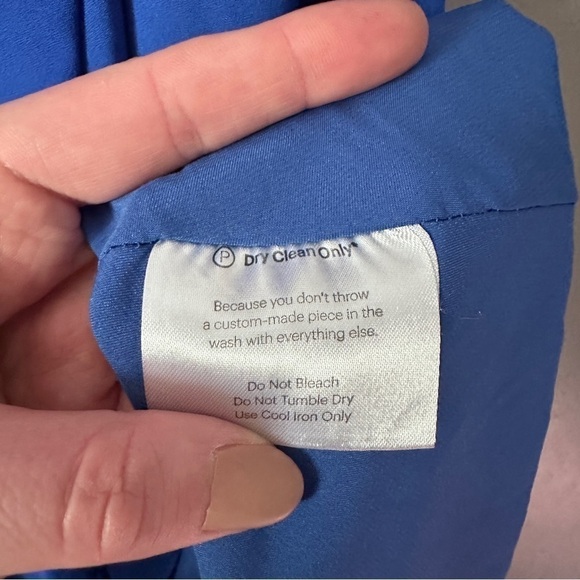 Ⓟ Dry Clean Only*
Because you don't throw
a custom-made piece in the
wash with everything else.
Do Not Bleach
Do Not Tumble Dry
Use Cool Iron Only